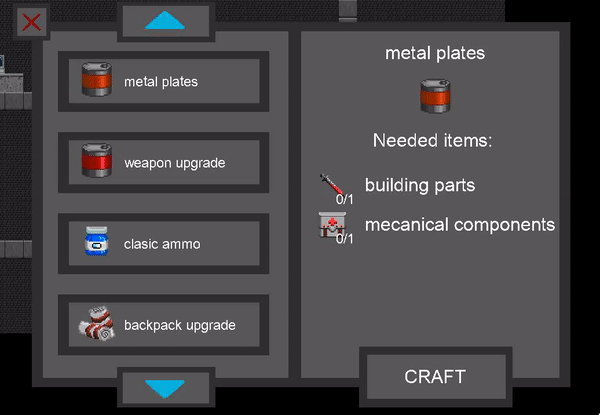 metal plates
weapon upgrade
clasic ammo
backpack upgrade
metal plates
Needed items:
0/1 building parts
0/1 mecanical components
CRAFT